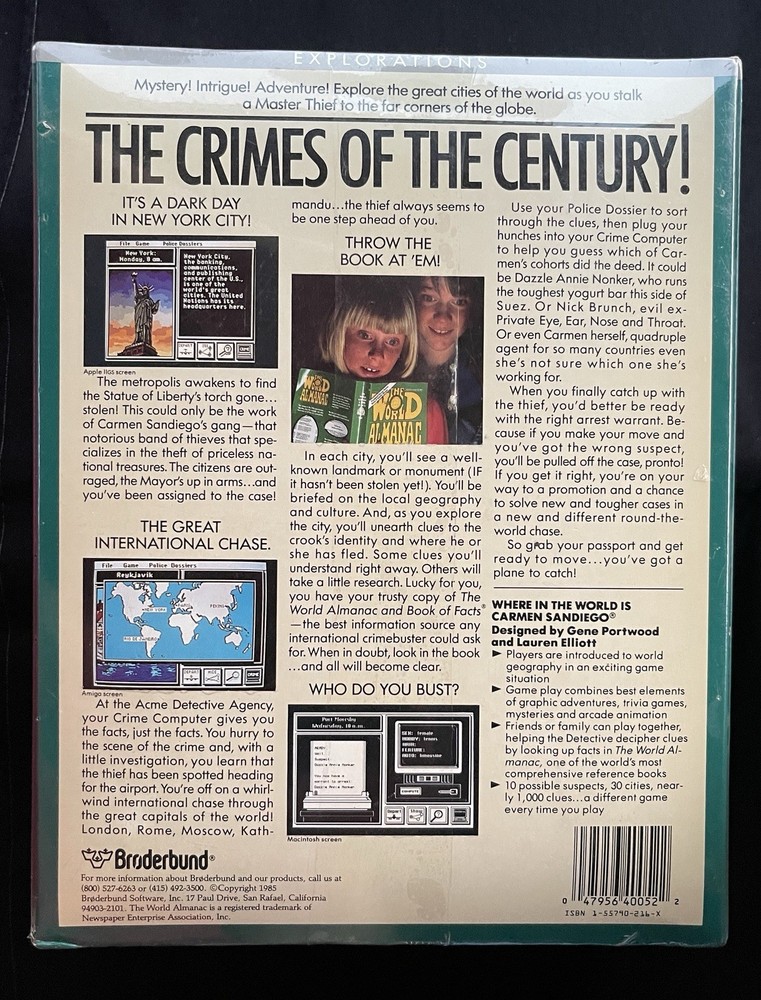 EXPLORATIONS
Mystery! Intrigue! Adventure! Explore the great cities of the world as you stalk
a Master Thief to the far corners of the globe.
THE CRIMES OF THE CENTURY!
IT'S A DARK DAY
IN NEW YORK CITY!
File Game Police Dossiers
New York:
Monday, 8 am.
New York City,
the banking,
communications,
and publishing
center of the U.S.,
is one of the
world's great
cities. The United
Nations has its
headquarters here.
Apple IIGS screen
The metropolis awakens to find
the Statue of Liberty's torch gone...
stolen! This could only be the work
of Carmen Sandiego's gang—that
notorious band of thieves that spe-
cializes in the theft of priceless na-
tional treasures. The citizens are out-
raged, the Mayor's up in arms...and
you've been assigned to the case!
THE GREAT
INTERNATIONAL CHASE.
File Game Police Dossiers
Reykjavik
NEW YORK
PEKING
RIO DE JANEIRO
Amiga screen
At the Acme Detective Agency,
your Crime Computer gives you
the facts, just the facts. You hurry to
the scene of the crime and, with a
little investigation, you learn that
the thief has been spotted heading
for the airport. You're off on a whirl-
wind international chase through
the great capitals of the world!
London, Rome, Moscow, Kath-
mandu...the thief always seems to
be one step ahead of you.
THROW THE
BOOK AT 'EM!
THE
WORLD
ALMANAC
In each city, you'll see a well-
known landmark or monument (IF
it hasn't been stolen yet!). You'll be
briefed on the local geography
and culture. And, as you explore
the city, you'll unearth clues to the
crook's identity and where he or
she has fled. Some clues you'll
understand right away. Others will
take a little research. Lucky for you,
you have your trusty copy of The
World Almanac and Book of Facts®
—the best information source any
international crimebuster could ask
for. When in doubt, look in the book
...and all will become clear.
WHO DO YOU BUST?
Port Moresby
Wednesday, 10 a.m.
Suspect:
Dazzle Annie Nonker
You now have a
warrant to arrest
Dazzle Annie Nonker
SEX: female
HOBBY: tennis
HAIR:
FEATURE:
AUTO: limousine
COMPUTE
Macintosh screen
Use your Police Dossier to sort
through the clues, then plug your
hunches into your Crime Computer
to help you guess which of Car-
men's cohorts did the deed. It could
be Dazzle Annie Nonker, who runs
the toughest yogurt bar this side of
Suez. Or Nick Brunch, evil ex-
Private Eye, Ear, Nose and Throat.
Or even Carmen herself, quadruple
agent for so many countries even
she's not sure which one she's
working for.
When you finally catch up with
the thief, you'd better be ready
with the right arrest warrant. Be-
cause if you make your move and
you've got the wrong suspect,
you'll be pulled off the case, pronto!
If you get it right, you're on your
way to a promotion and a chance
to solve new and tougher cases in
a new and different round-the-
world chase.
So grab your passport and get
ready to move...you've got a
plane to catch!
WHERE IN THE WORLD IS
CARMEN SANDIEGO®
Designed by Gene Portwood
and Lauren Elliott
► Players are introduced to world
geography in an exciting game
situation
► Game play combines best elements
of graphic adventures, trivia games,
mysteries and arcade animation
► Friends or family can play together,
helping the Detective decipher clues
by looking up facts in The World Al-
manac, one of the world's most
comprehensive reference books
► 10 possible suspects, 30 cities, near-
ly 1,000 clues...a different game
every time you play
Brøderbund®
For more information about Brøderbund and our products, call us at
(800) 527-6263 or (415) 492-3500. ©Copyright 1985
Brøderbund Software, Inc. 17 Paul Drive, San Rafael, California
94903-2101. The World Almanac is a registered trademark of
Newspaper Enterprise Association, Inc.
0 47956 40052 2
ISBN 1-55790-216-X